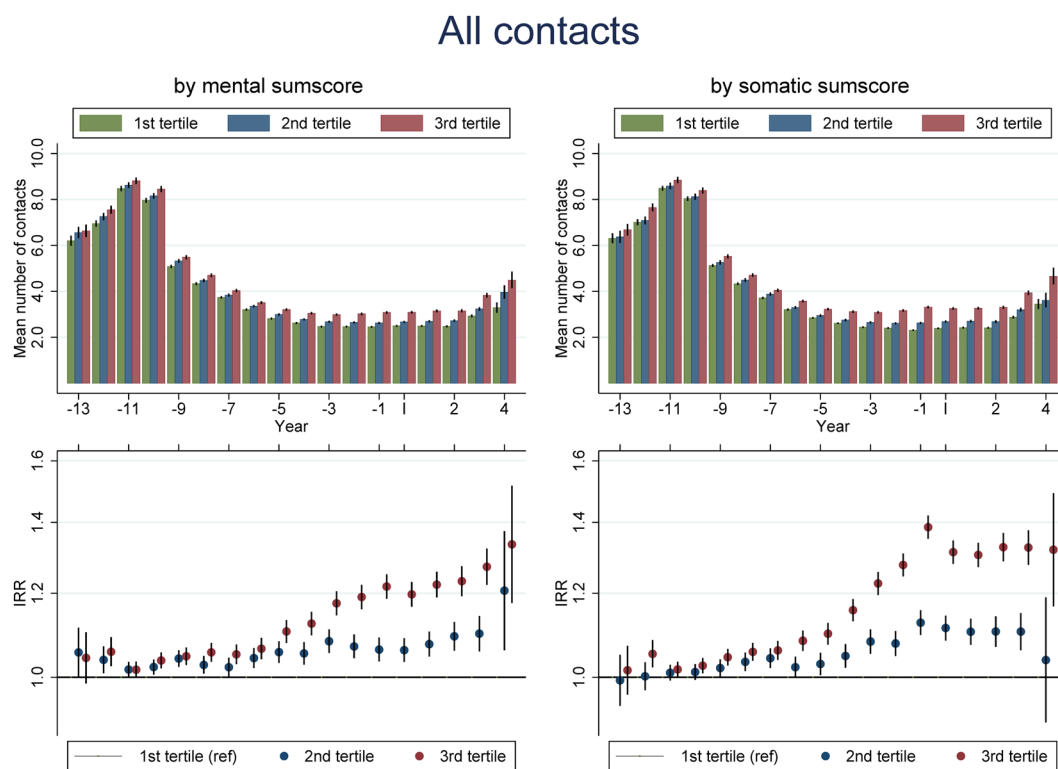 All contacts
by mental sumscore
1st tertile 2nd tertile 3rd tertile
Mean number of contacts
10.0
8.0
6.0
4.0
2.0
-13 -11 -9 -7 -5 -3 -1 I 2 4
Year
by somatic sumscore
1st tertile 2nd tertile 3rd tertile
Mean number of contacts
10.0
8.0
6.0
4.0
2.0
-13 -11 -9 -7 -5 -3 -1 I 2 4
Year
IRR
1.6
1.4
1.2
1.0
1st tertile (ref) 2nd tertile 3rd tertile
IRR
1.6
1.4
1.2
1.0
1st tertile (ref) 2nd tertile 3rd tertile